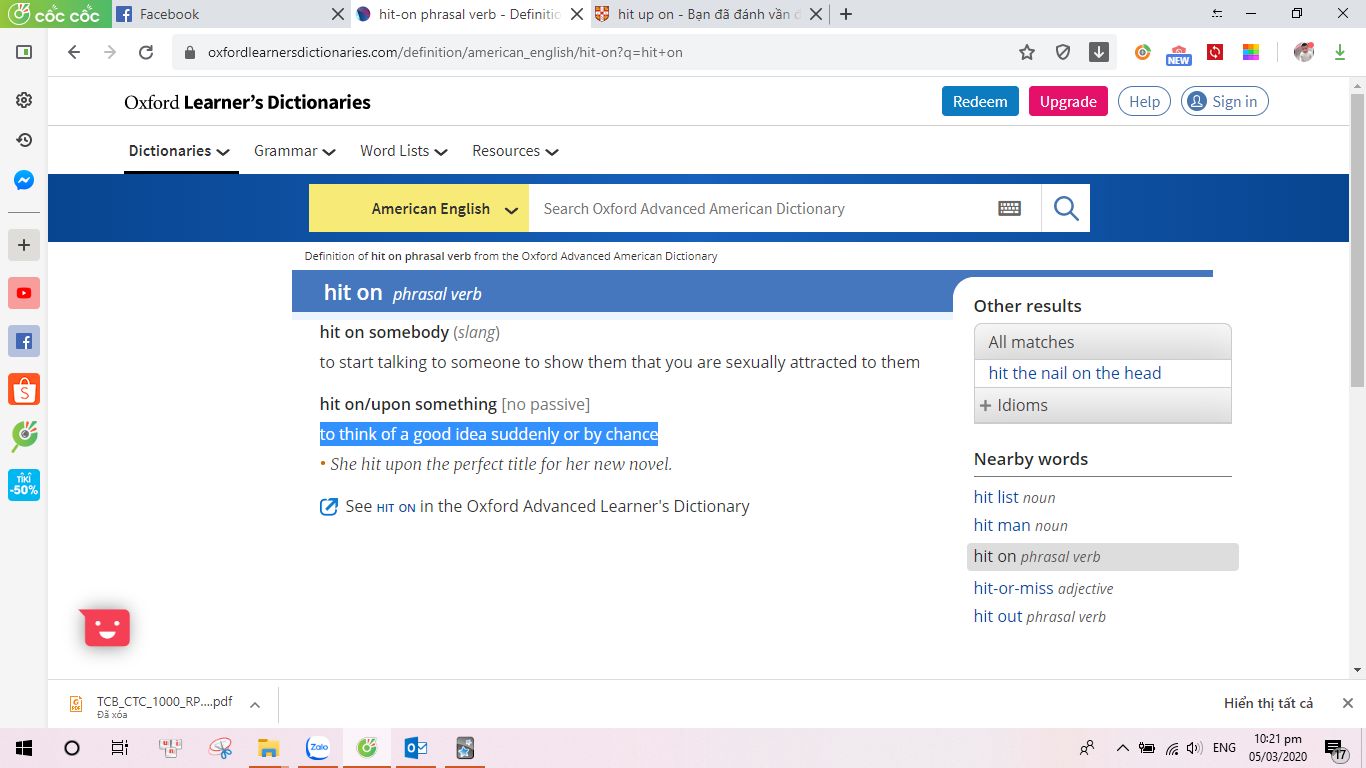 cốc cốc
Facebook
hit-on phrasal verb - Definitio
hit up on - Bạn đã đánh vần đ
oxfordlearnersdictionaries.com/definition/american_english/hit-on?q=hit+on
NEW
Oxford Learner's Dictionaries
Redeem
Upgrade
Help
Sign in
Dictionaries
Grammar
Word Lists
Resources
American English
Search Oxford Advanced American Dictionary
Definition of hit on phrasal verb from the Oxford Advanced American Dictionary
hit on phrasal verb
hit on somebody (slang)
to start talking to someone to show them that you are sexually attracted to them
hit on/upon something [no passive]
to think of a good idea suddenly or by chance
• She hit upon the perfect title for her new novel.
See HIT ON in the Oxford Advanced Learner's Dictionary
Other results
All matches
hit the nail on the head
+ Idioms
Nearby words
hit list noun
hit man noun
hit on phrasal verb
hit-or-miss adjective
hit out phrasal verb
TIKI
-50%
TCB_CTC_1000_RP....pdf
Đã xóa
Hiển thị tất cả
Zalo
ENG
10:21 pm
05/03/2020
17